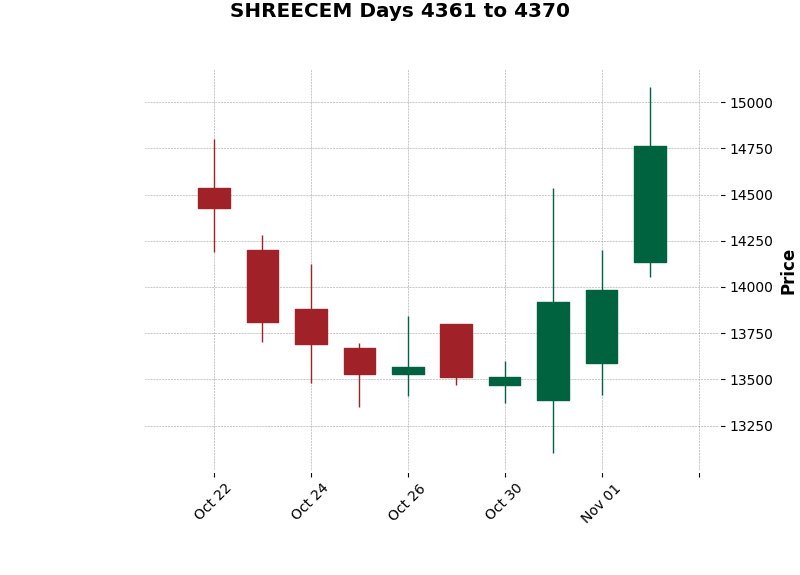 SHREECEM Days 4361 to 4370
15000
14750
14500
14250
14000
13750
13500
13250
Price
Oct 22
Oct 24
Oct 26
Oct 30
Nov 01